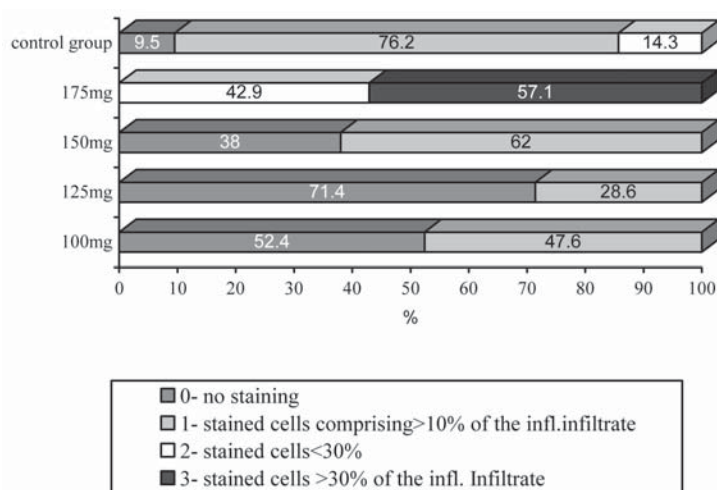 control group 9.5 76.2 14.3
175mg 42.9 57.1
150mg 38 62
125mg 71.4 28.6
100mg 52.4 47.6
0 10 20 30 40 50 60 70 80 90 100
%
0- no staining
1- stained cells comprising>10% of the infl.infiltrate
2- stained cells<30%
3- stained cells >30% of the infl. Infiltrate